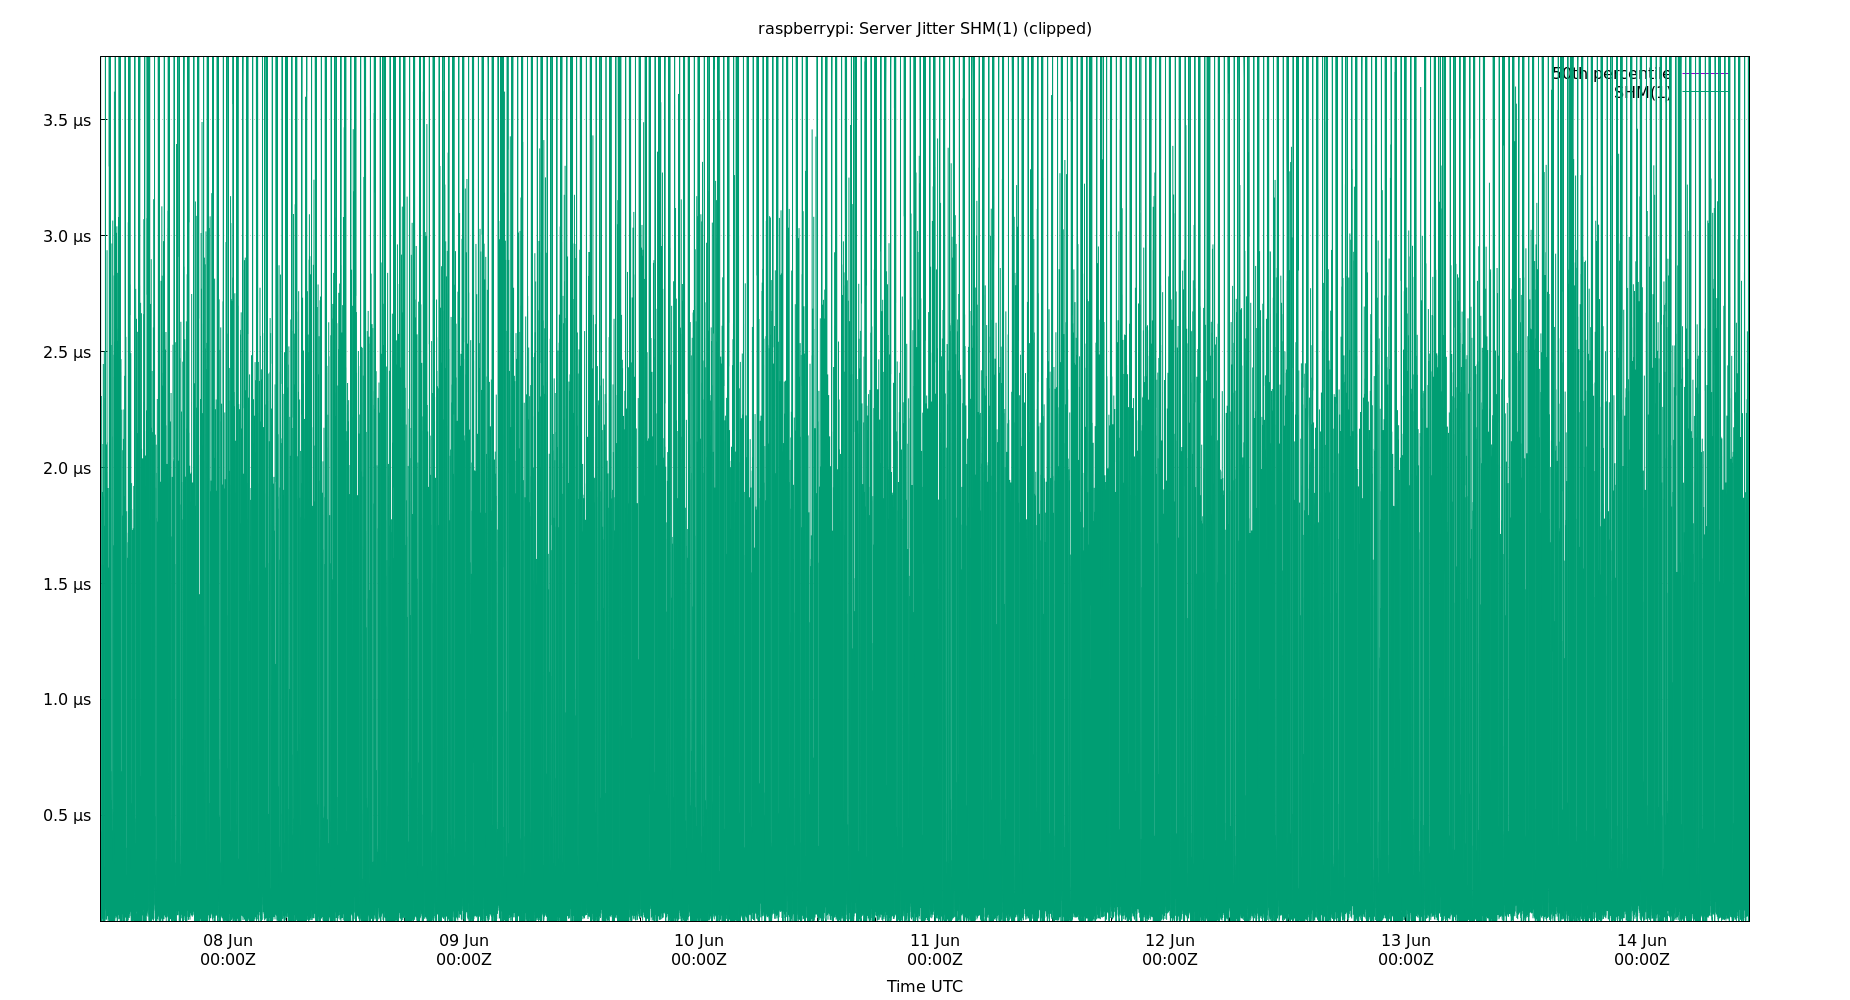 raspberrypi: Server Jitter SHM(1) (clipped)
50th percentile
SHM(1)
3.5 µs
3.0 µs
2.5 µs
2.0 µs
1.5 µs
1.0 µs
0.5 µs
08 Jun 09 Jun 10 Jun 11 Jun 12 Jun 13 Jun 14 Jun
00:00Z 00:00Z 00:00Z 00:00Z 00:00Z 00:00Z 00:00Z
Time UTC